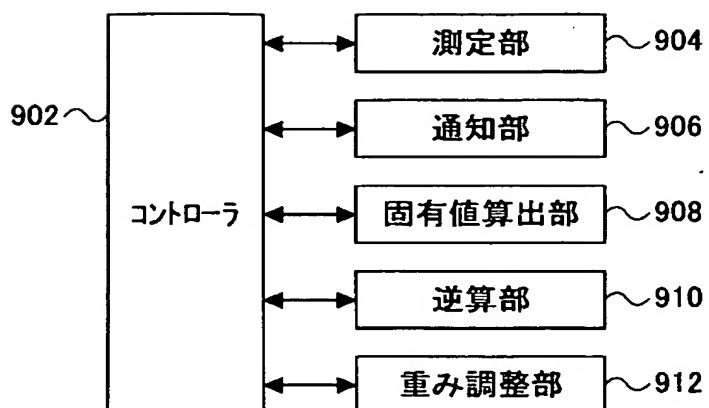 測定部 904
902
通知部 906
コントローラ
固有値算出部 908
逆算部 910
重み調整部 912